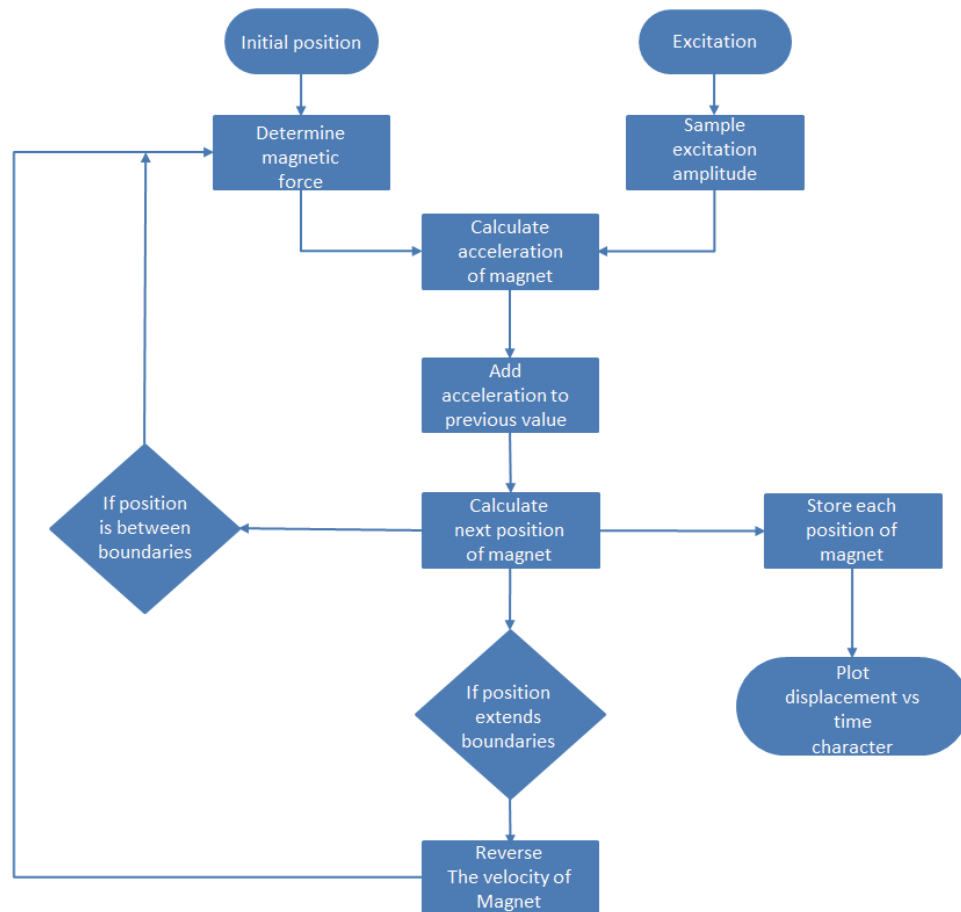 Initial position
Excitation
Determine
magnetic
force
Sample
excitation
amplitude
Calculate
acceleration
of magnet
Add
acceleration to
previous value
If position
is between
boundaries
Calculate
next position
of magnet
Store each
position of
magnet
If position
extends
boundaries
Plot
displacement vs
time
character
Reverse
The velocity of
Magnet